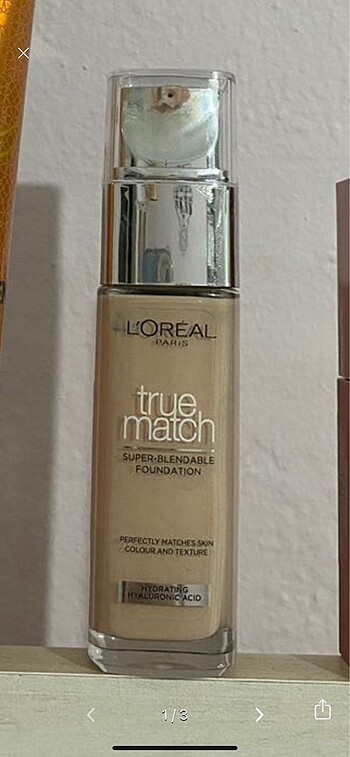 L'ORÉAL
PARIS
true
match
SUPER-BLENDABLE
FOUNDATION
PERFECTLY MATCHES SKIN
COLOUR AND TEXTURE
HYDRATING
HYALURONIC ACID
1/3